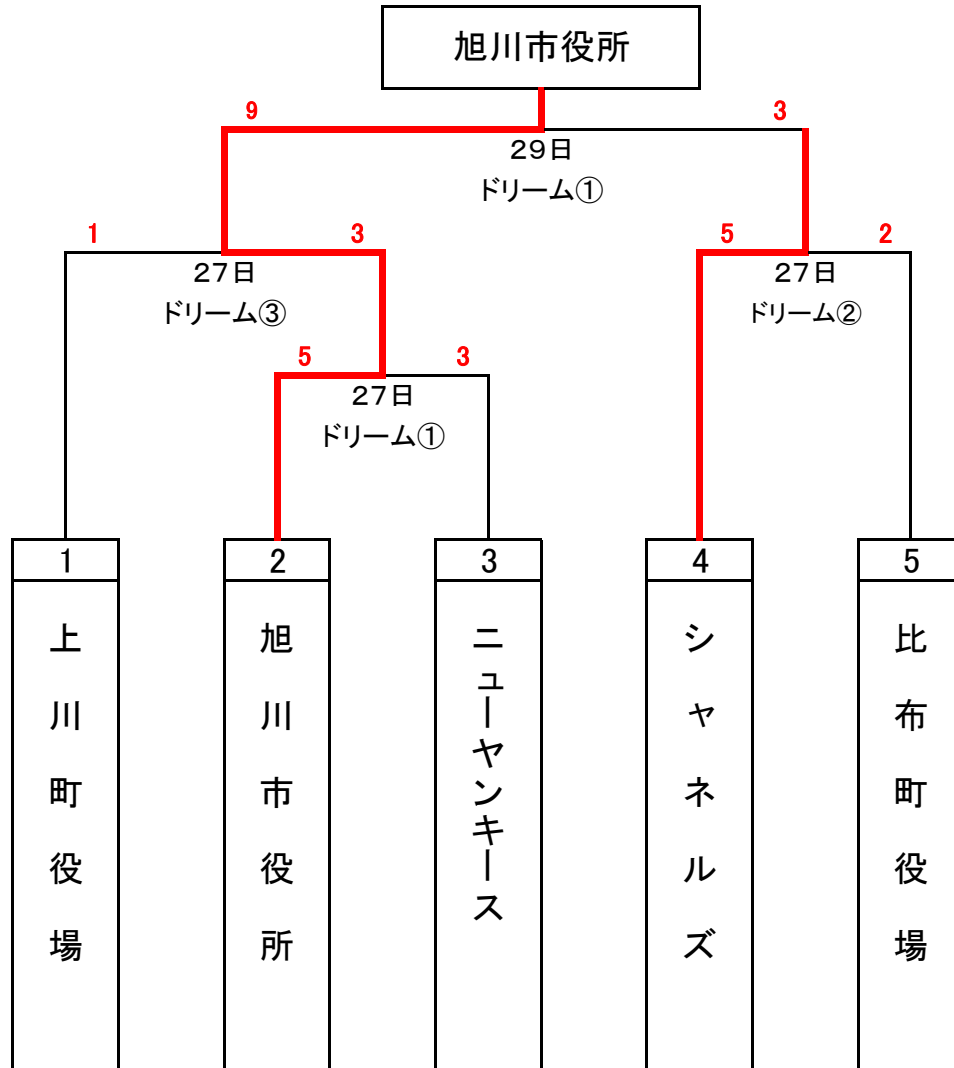 旭川市役所
9
3
29日
ドリーム①
1
3
5
2
27日
ドリーム③
27日
ドリーム②
5
3
27日
ドリーム①
1
2
3
4
5
上川町役場
旭川市役所
ニューヤンキース
シャネルズ
比布町役場